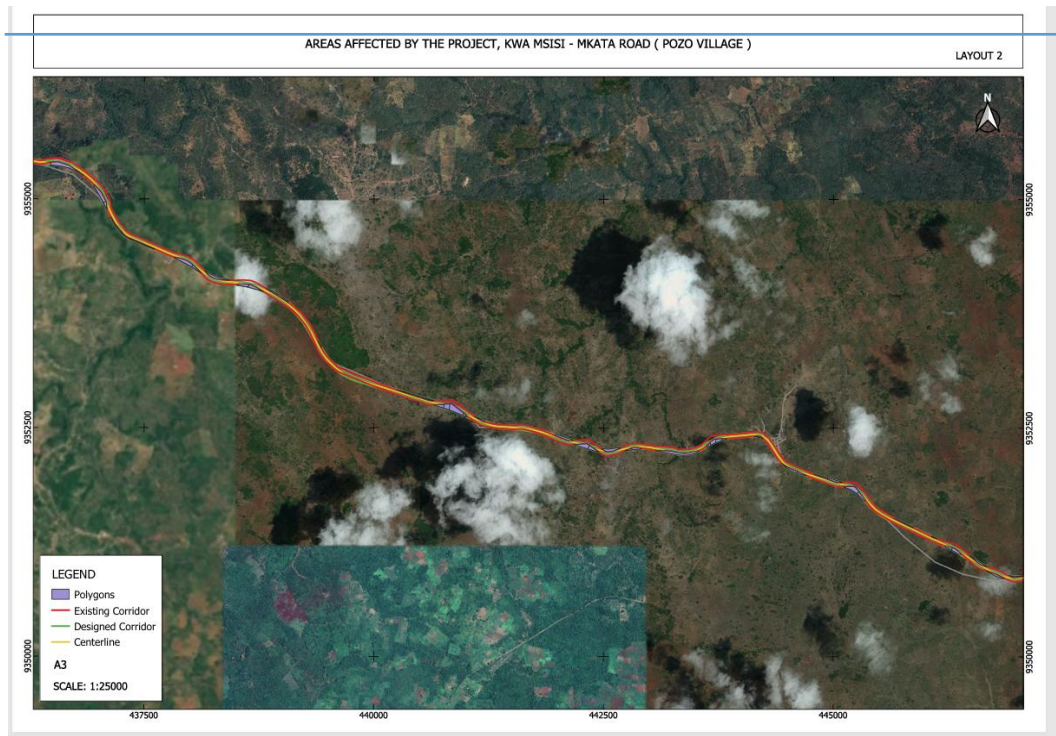 AREAS AFFECTED BY THE PROJECT, KWA MSISI - MKATA ROAD ( POZO VILLAGE )
LAYOUT 2
N
9355000
9355000
9352500
9352500
LEGEND
Polygons
Existing Corridor
Designed Corridor
Centerline
A3
SCALE: 1:25000
9350000
9350000
437500
440000
442500
445000